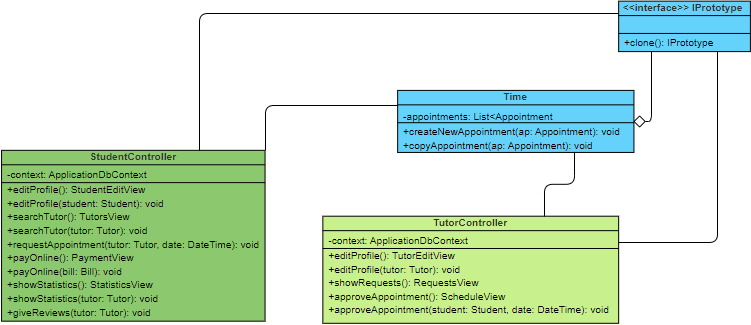 <<interface>> IPrototype
+clone(): IPrototype
Time
-appointments: List<Appointment
+createNewAppointment(ap: Appointment): void
+copyAppointment(ap: Appointment): void
StudentController
-context: ApplicationDbContext
+editProfile(): StudentEditView
+editProfile(student: Student): void
+searchTutor(): TutorsView
+searchTutor(tutor: Tutor): void
+requestAppointment(tutor: Tutor, date: DateTime): void
+payOnline(): PaymentView
+payOnline(bill: Bill): void
+showStatistics(): StatisticsView
+showStatistics(tutor: Tutor): void
+giveReviews(tutor: Tutor): void
TutorController
-context: ApplicationDbContext
+editProfile(): TutorEditView
+editProfile(tutor: Tutor): void
+showRequests(): RequestsView
+approveAppointment(): ScheduleView
+approveAppointment(student: Student, date: DateTime): void